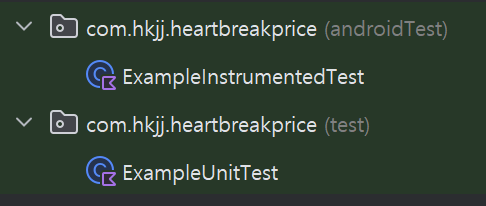 com.hkjj.heartbreakprice (androidTest)
ExampleInstrumentedTest
com.hkjj.heartbreakprice (test)
ExampleUnitTest